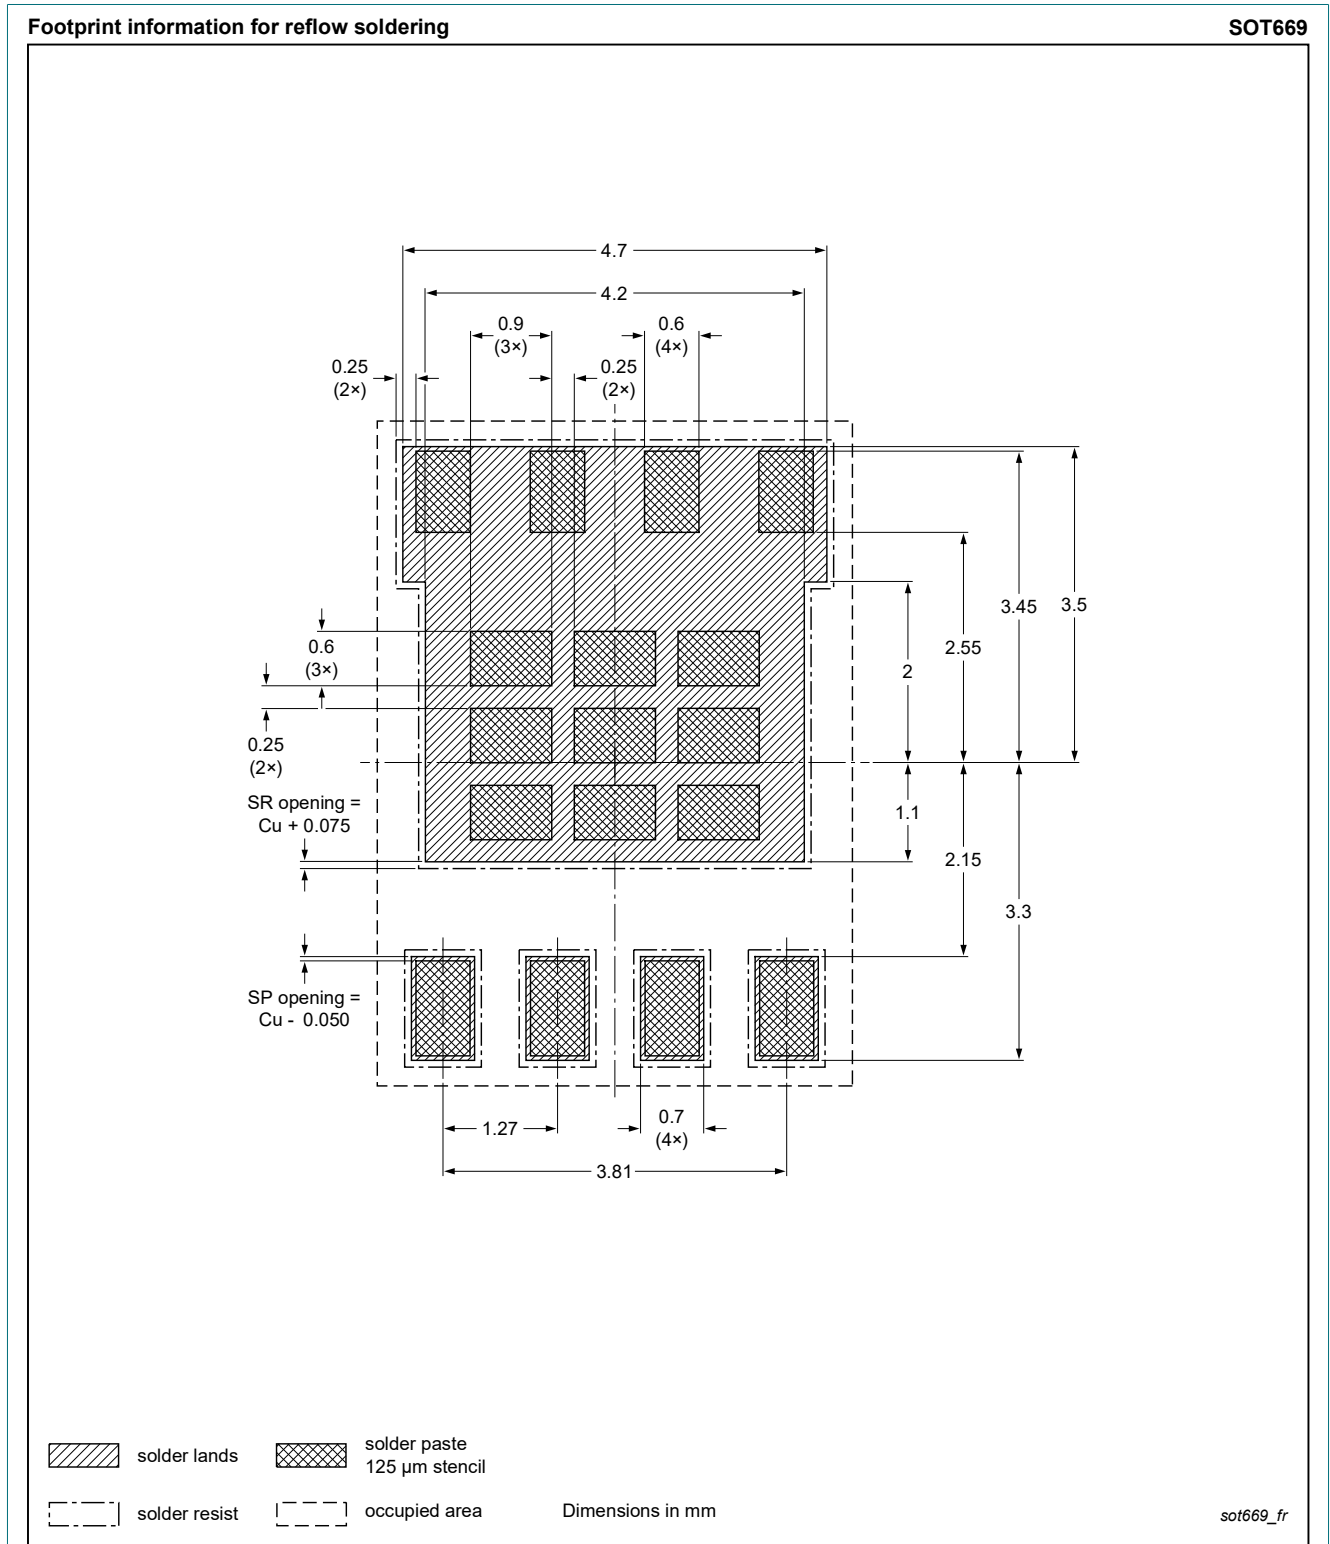 Footprint information for reflow soldering
SOT669
4.7
4.2
0.9
(3×)
0.6
(4×)
0.25
(2×)
0.25
(2×)
3.45
3.5
2.55
2
0.6
(3×)
0.25
(2×)
SR opening =
Cu + 0.075
1.1
2.15
3.3
SP opening =
Cu - 0.050
1.27
0.7
(4×)
3.81
solder lands
solder paste
125 µm stencil
solder resist
occupied area
Dimensions in mm
sot669_fr